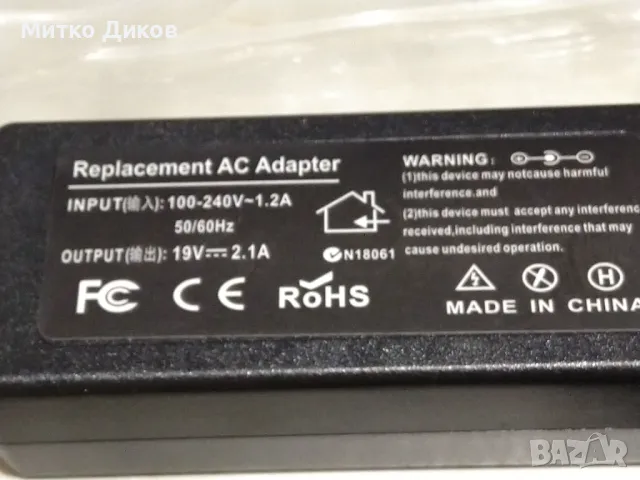 Митко Диков
Replacement AC Adapter
INPUT(输入): 100-240V~1.2A
50/60Hz
OUTPUT(输出): 19V⎓2.1A
FC CE RoHS
N18061
WARNING:
(1)this device may notcause harmful
interference.and
(2)this device must accept any interference
received,including interference that may
cause undesired operation.
H
MADE IN CHINA
BAZAR